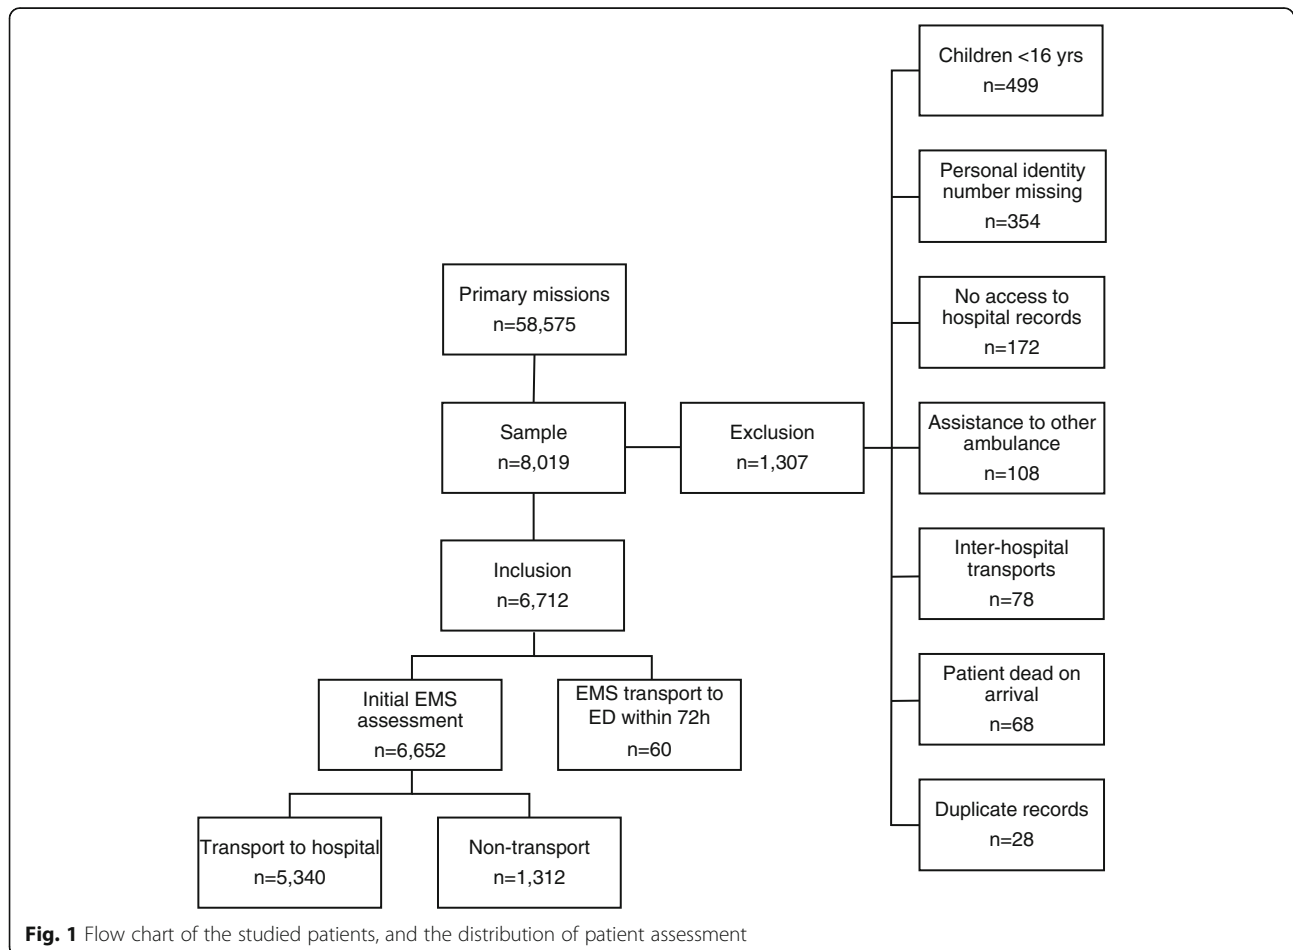 Primary missions
n=58,575
Sample
n=8,019
Exclusion
n=1,307
Children <16 yrs
n=499
Personal identity
number missing
n=354
No access to
hospital records
n=172
Assistance to other
ambulance
n=108
Inter-hospital
transports
n=78
Patient dead on
arrival
n=68
Duplicate records
n=28
Inclusion
n=6,712
Initial EMS
assessment
n=6,652
EMS transport to
ED within 72h
n=60
Transport to hospital
n=5,340
Non-transport
n=1,312
Fig. 1 Flow chart of the studied patients, and the distribution of patient assessment